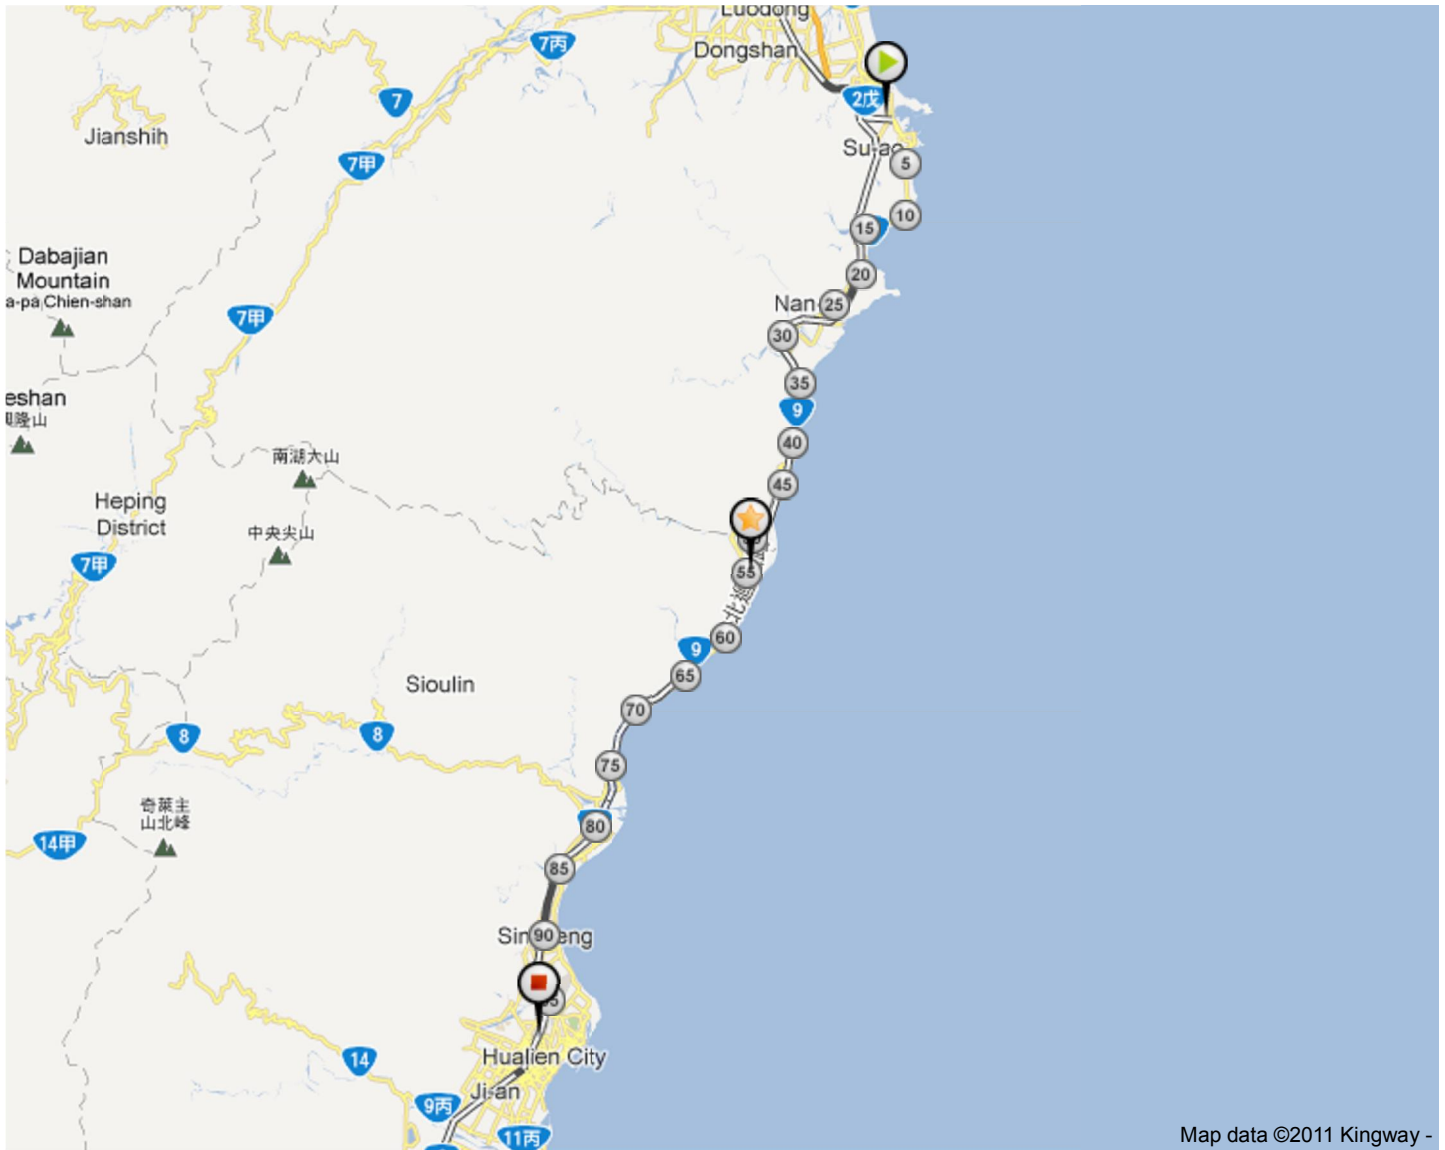 Luodong
7丙
Dongshan
7
2戊
Jianshih
Su-ao
7甲
5
10
15
Dabajian
Mountain
a-pa Chien-shan
20
Nan
25
7甲
30
35
eshan
興隆山
9
40
南湖大山
45
Heping
District
中央尖山
7甲
55
北
60
9
65
Sioulin
70
8
8
75
奇萊主
山北峰
80
14甲
85
Sin
90
eng
14
Hualien City
Ji-an
9丙
11丙
Map data ©2011 Kingway -